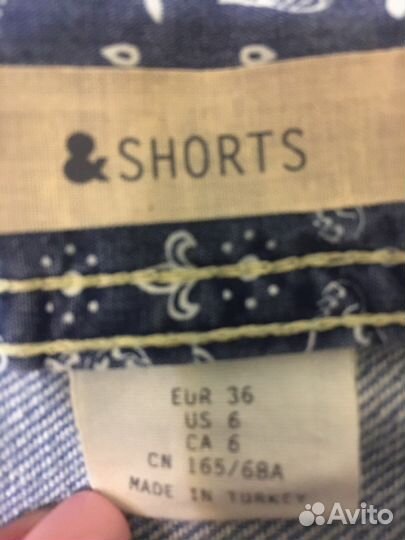 & SHORTS
EUR 36
US 6
CA 6
CN 165/68A
MADE IN TURKEY
Avito